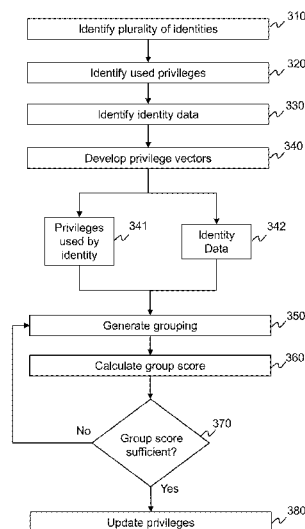 310
Identify plurality of identities
320
Identify used privileges
330
Identify identity data
340
Develop privilege vectors
341
Privileges
used by
identity
342
Identity
Data
350
Generate grouping
360
Calculate group score
370
No
Group score
sufficient?
Yes
380
Update privileges